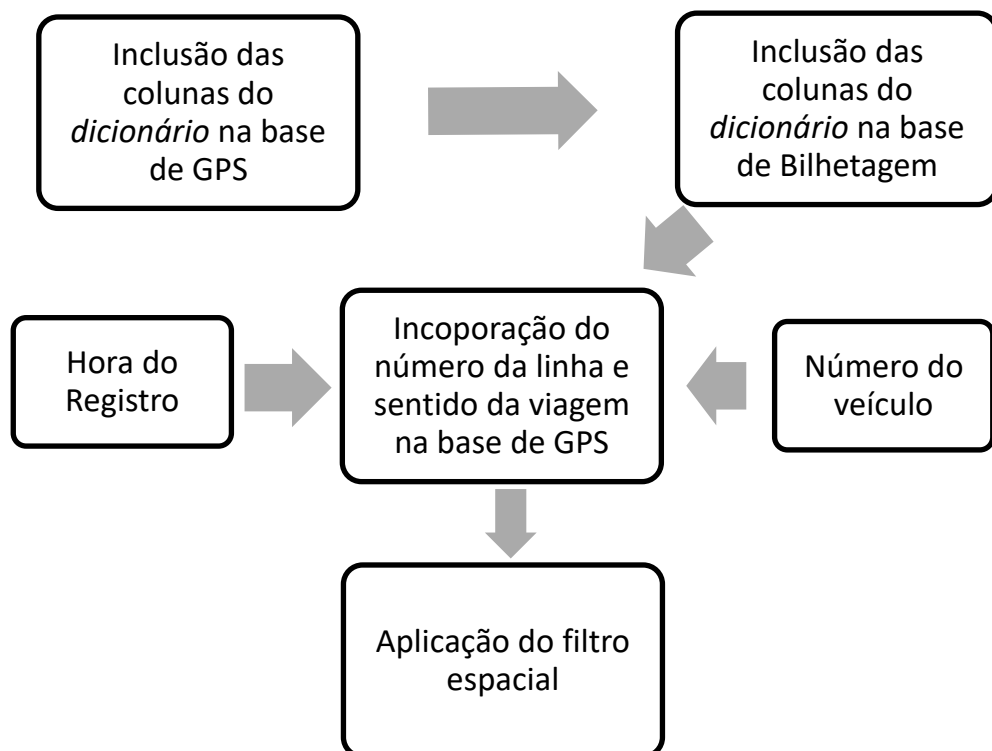 Inclusão das
colunas do
dicionário na base
de GPS
Inclusão das
colunas do
dicionário na base
de Bilhetagem
Hora do
Registro
Incoporação do
número da linha e
sentido da viagem
na base de GPS
Número do
veículo
Aplicação do filtro
espacial